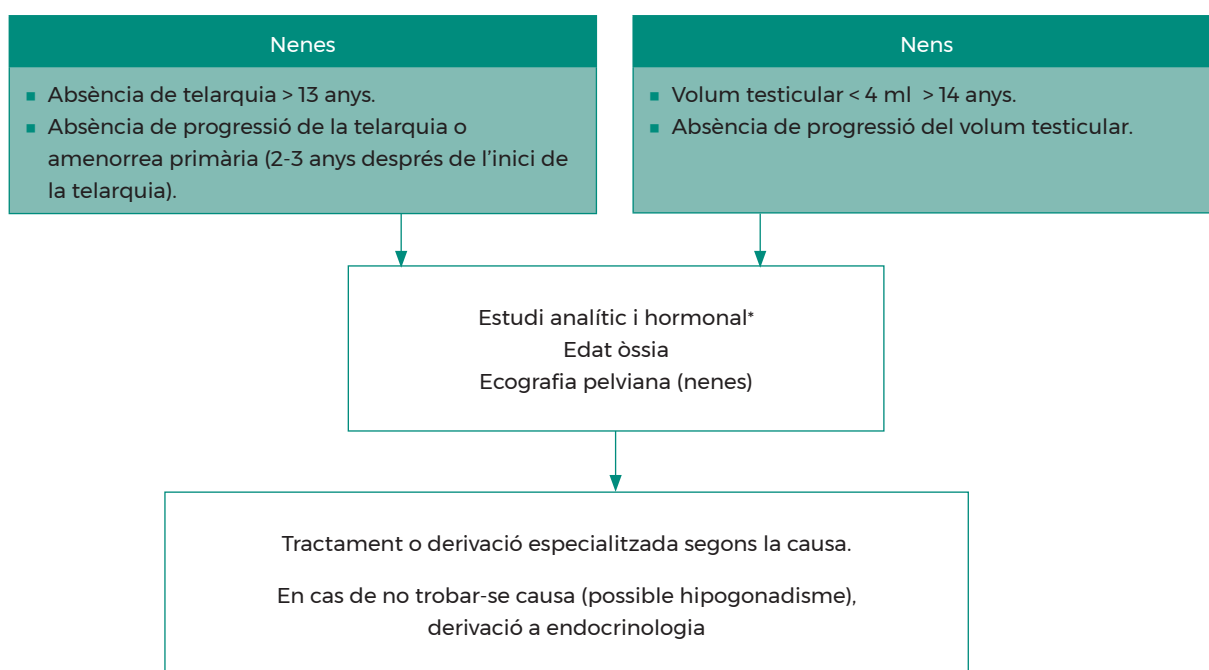 Nenes
Absència de telarquia > 13 anys.
Absència de progressió de la telarquia o
amenorrea primària (2-3 anys després de l'inici de
la telarquia).
Nens
Volum testicular < 4 ml > 14 anys.
Absència de progressió del volum testicular.
Estudi analític i hormonal*
Edat òssia
Ecografia pelviana (nenes)
Tractament o derivació especialitzada segons la causa.
En cas de no trobar-se causa (possible hipogonadisme),
derivació a endocrinologia